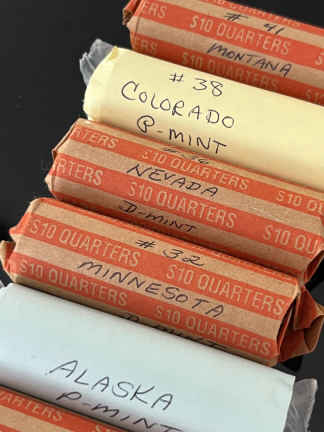 $10 QUARTERS
# 41
MONTANA
# 38
COLORADO
P-MINT
$10 QUARTERS
NEVADA
$10 QUARTERS
D-MINT
$10 QUARTERS
# 32
$10 QUARTERS
MINNESOTA
$10 QUARTERS
ALASKA
P-MINT
QUARTERS